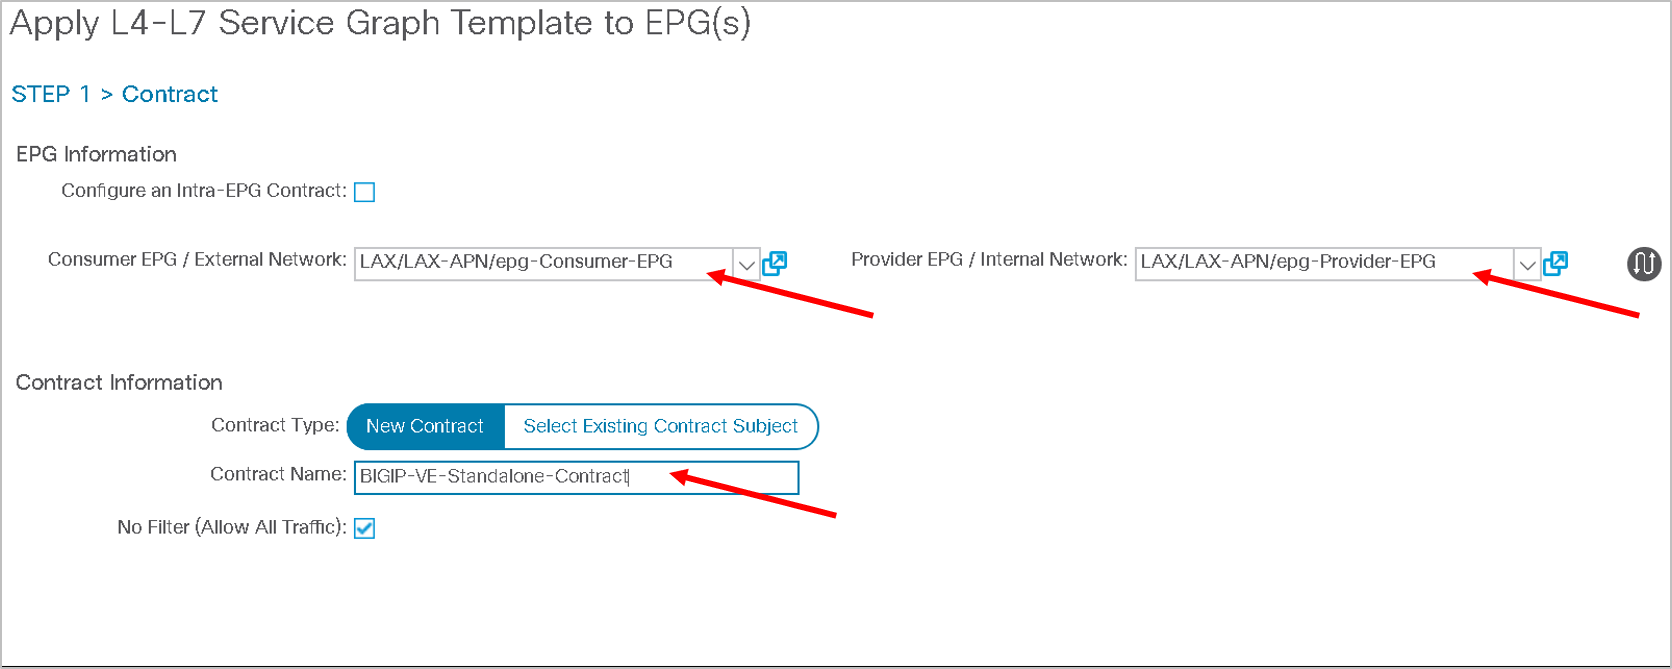 Apply L4-L7 Service Graph Template to EPG(s)
STEP 1 > Contract
EPG Information
Configure an Intra-EPG Contract:
Consumer EPG / External Network: LAX/LAX-APN/epg-Consumer-EPG Provider EPG / Internal Network: LAX/LAX-APN/epg-Provider-EPG
Contract Information
Contract Type: New Contract Select Existing Contract Subject
Contract Name: BIGIP-VE-Standalone-Contract
No Filter (Allow All Traffic):